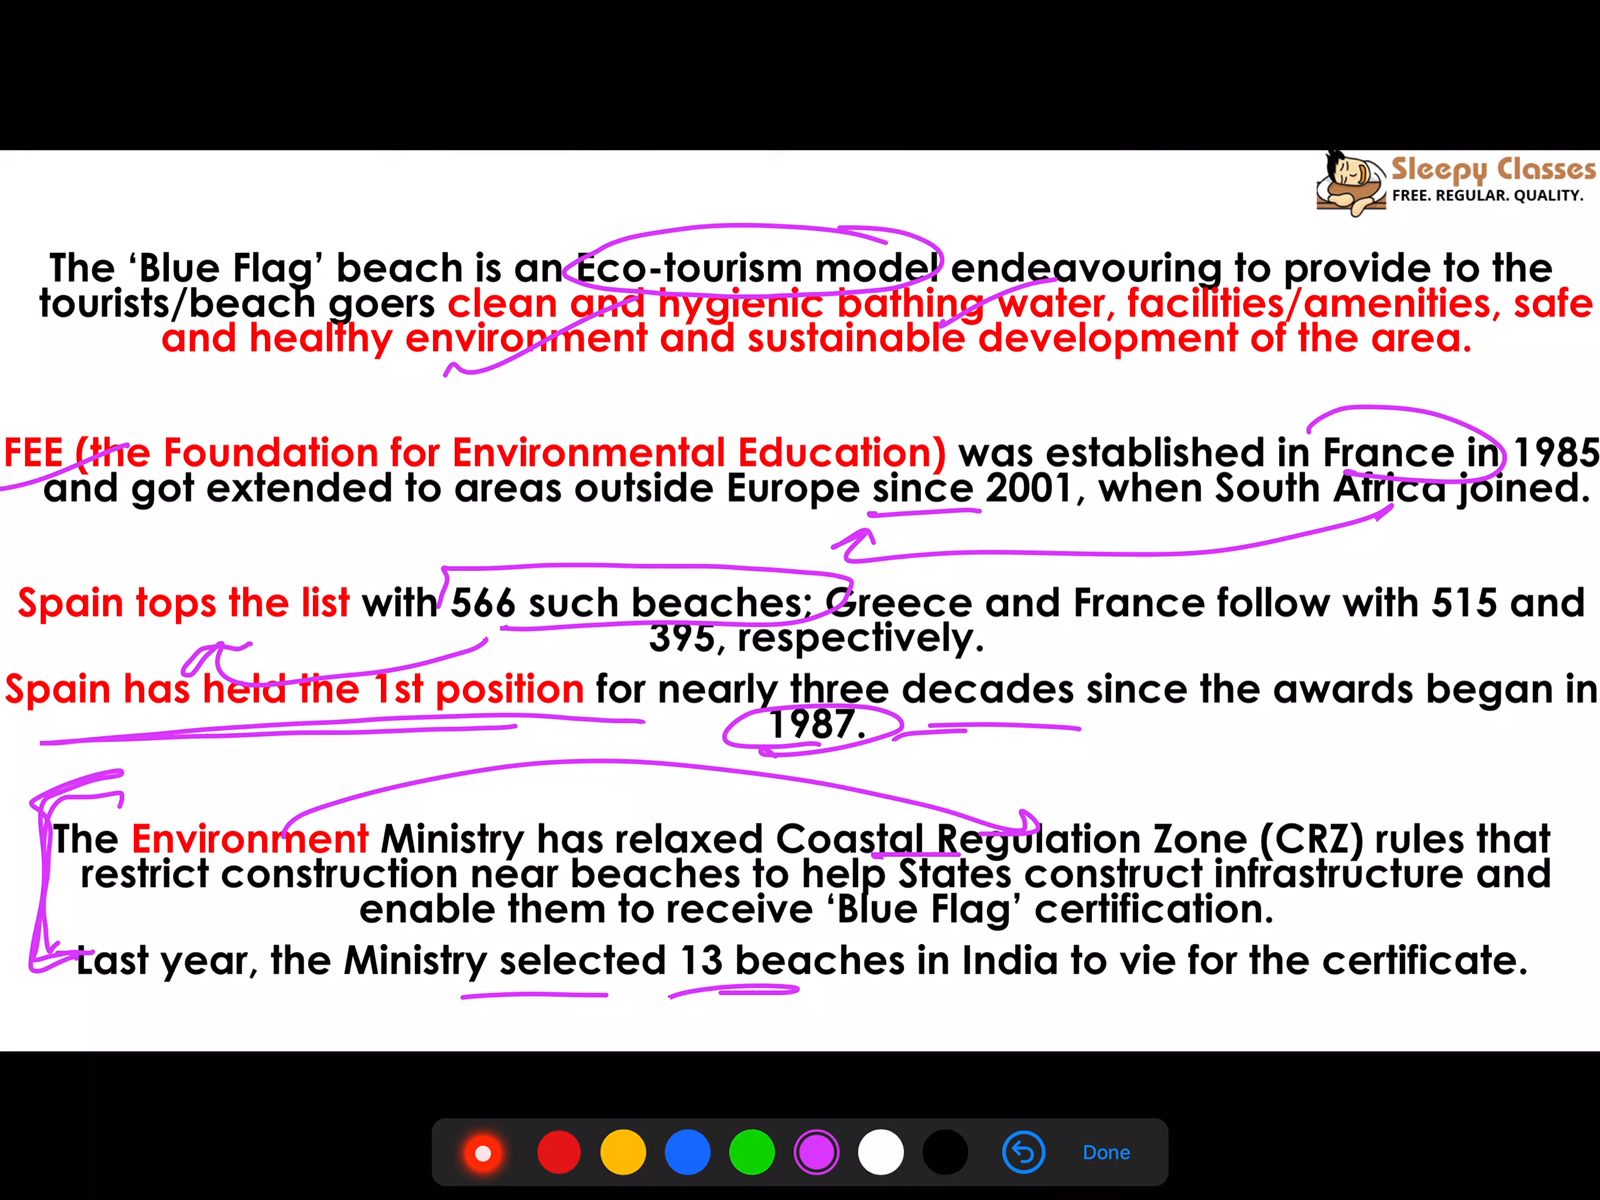 Sleepy Classes
FREE. REGULAR. QUALITY.
The ‘Blue Flag’ beach is an Eco-tourism model endeavouring to provide to the
tourists/beach goers clean and hygienic bathing water, facilities/amenities, safe
and healthy environment and sustainable development of the area.
FEE (the Foundation for Environmental Education) was established in France in 1985
and got extended to areas outside Europe since 2001, when South Africa joined.
Spain tops the list with 566 such beaches; Greece and France follow with 515 and
395, respectively.
Spain has held the 1st position for nearly three decades since the awards began in
1987.
The Environment Ministry has relaxed Coastal Regulation Zone (CRZ) rules that
restrict construction near beaches to help States construct infrastructure and
enable them to receive ‘Blue Flag’ certification.
Last year, the Ministry selected 13 beaches in India to vie for the certificate.
Done